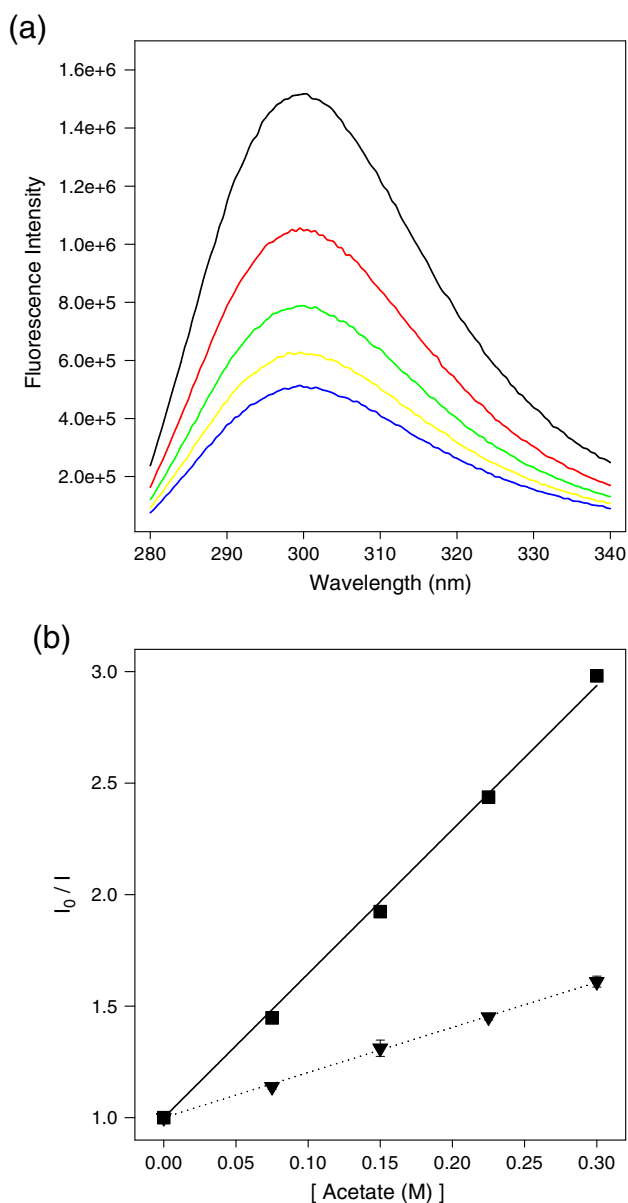 (a)
1.6e+6
1.4e+6
1.2e+6
1.0e+6
8.0e+5
6.0e+5
4.0e+5
2.0e+5
Fluorescence Intensity
280 290 300 310 320 330 340
Wavelength (nm)
(b)
3.0
2.5
2.0
1.5
1.0
I0 / I
0.00 0.05 0.10 0.15 0.20 0.25 0.30
[ Acetate (M) ]